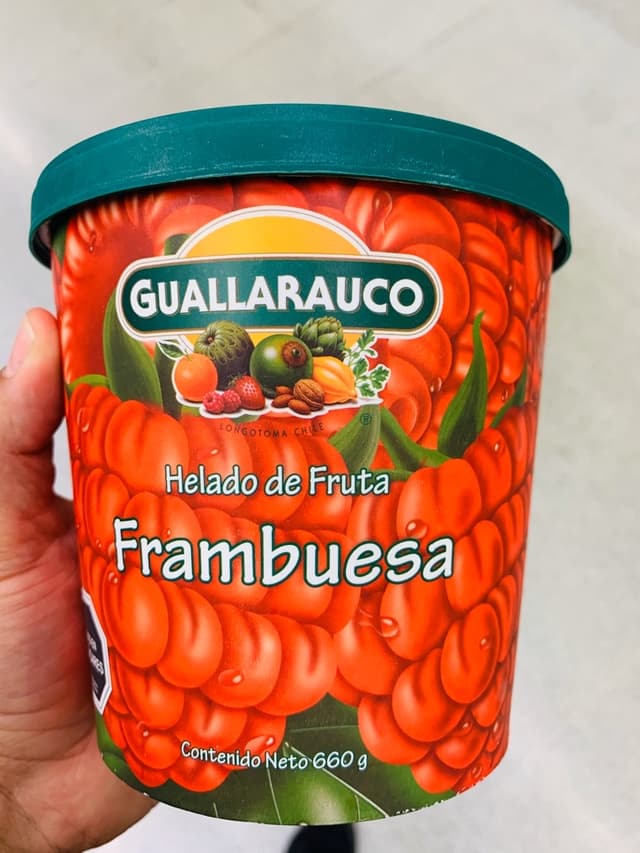 GUALLARAUCO
LONGOTOMA CHILE
®
Helado de Fruta
Frambuesa
Contenido Neto 660 g